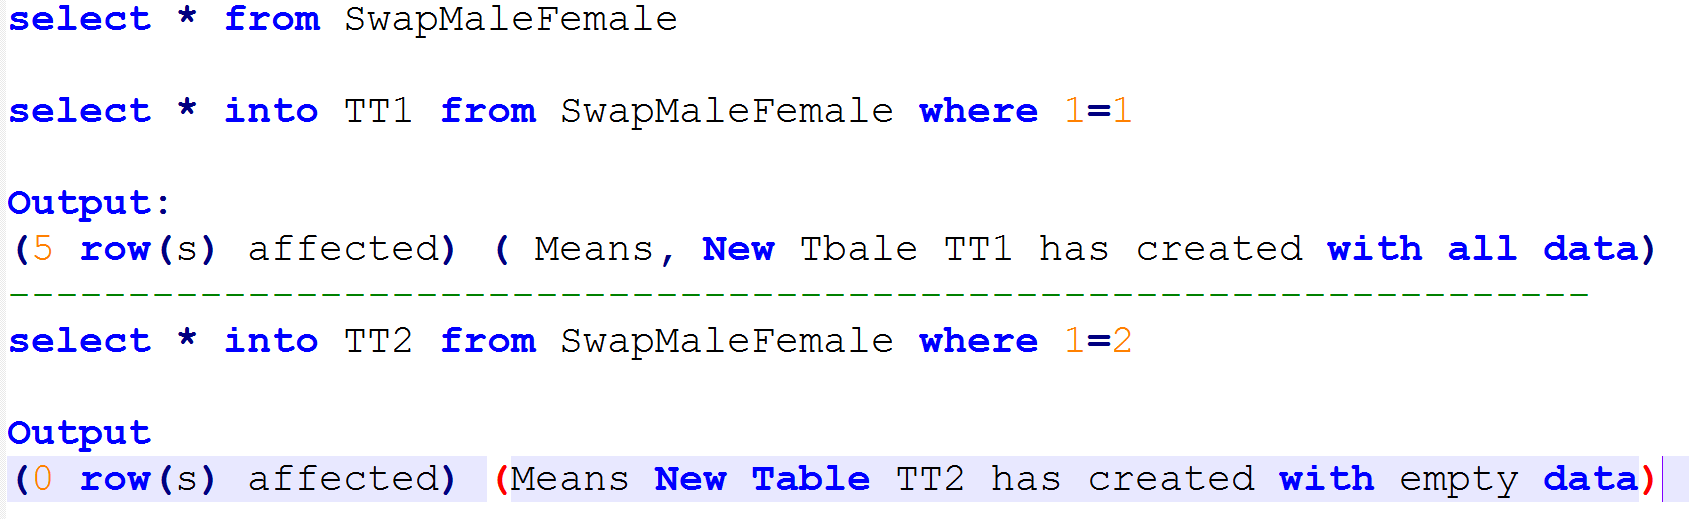 select * from SwapMaleFemale
select * into TT1 from SwapMaleFemale where 1=1
Output:
(5 row(s) affected) ( Means, New Tbale TT1 has created with all data)
------------------------------------------------------------------
select * into TT2 from SwapMaleFemale where 1=2
Output
(0 row(s) affected) (Means New Table TT2 has created with empty data)